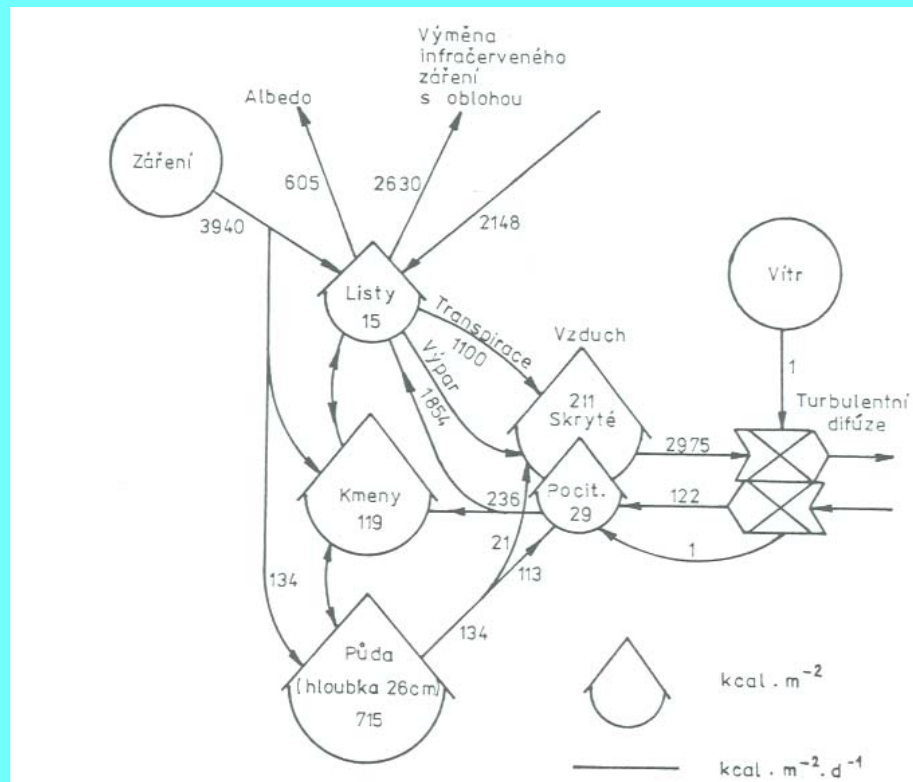 Výměna
infračerveného
záření
s oblohou
Albedo
Záření
605
2630
3940
2148
Listy
15
Vítr
Transpirace
1100
Výpar
1854
Vzduch
1
211
Skryté
Turbulentní
difúze
2975
Pocit.
29
122
236
Kmeny
119
21
113
1
134
134
Půda
(hloubka 26cm)
715
kcal . m⁻²
kcal . m⁻² . d⁻¹